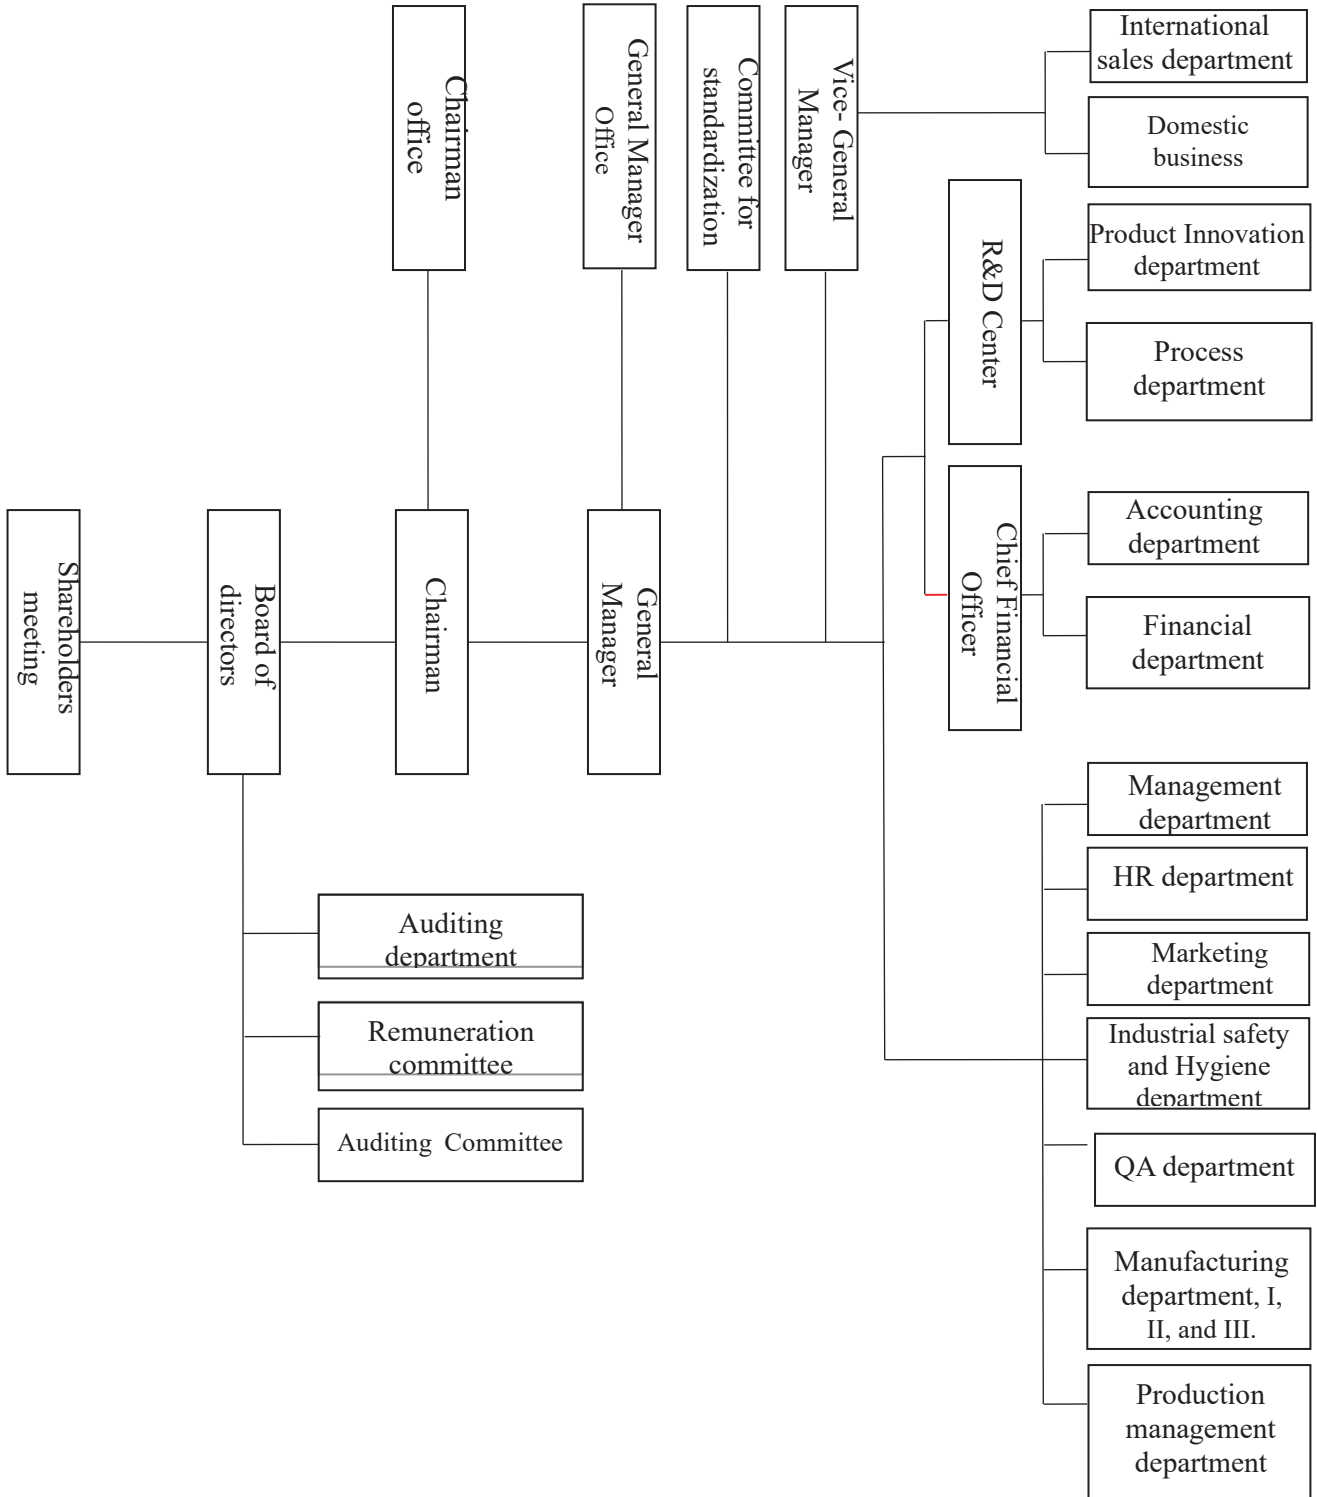 Chairman
office
General Manager
Office
Committee for
standardization
Vice- General
Manager
International
sales department
Domestic
business
R&D Center
Product Innovation
department
Process
department
Shareholders
meeting
Board of
directors
Chairman
General
Manager
Chief Financial
Officer
Accounting
department
Financial
department
Management
department
HR department
Marketing
department
Industrial safety
and Hygiene
department
QA department
Manufacturing
department, I,
II, and III.
Production
management
department
Auditing
department
Remuneration
committee
Auditing  Committee